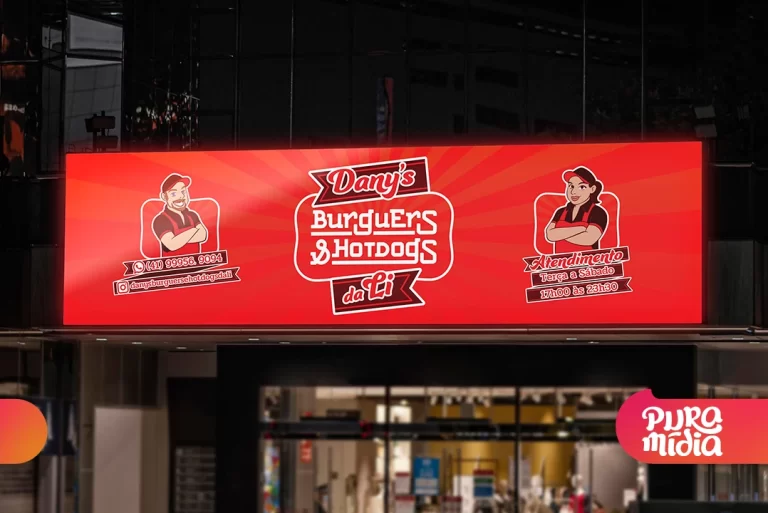 Dany's
BurguErs
& HOTDOGS
da Li
(41) 99956. 9094
danysburguersehotdogsdali
Atendimento
Terça a Sábado
17h00 às 23h30
PURA
mídia